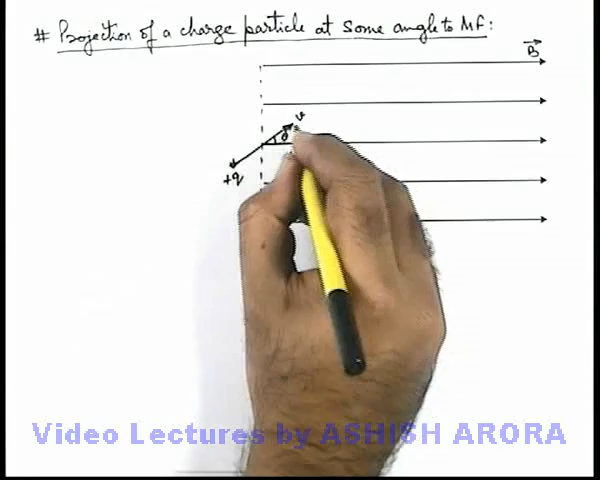 # Projection of a charge particle at some angle to MF:
B
v
θ
+q
Video Lectures by ASHISH ARORA